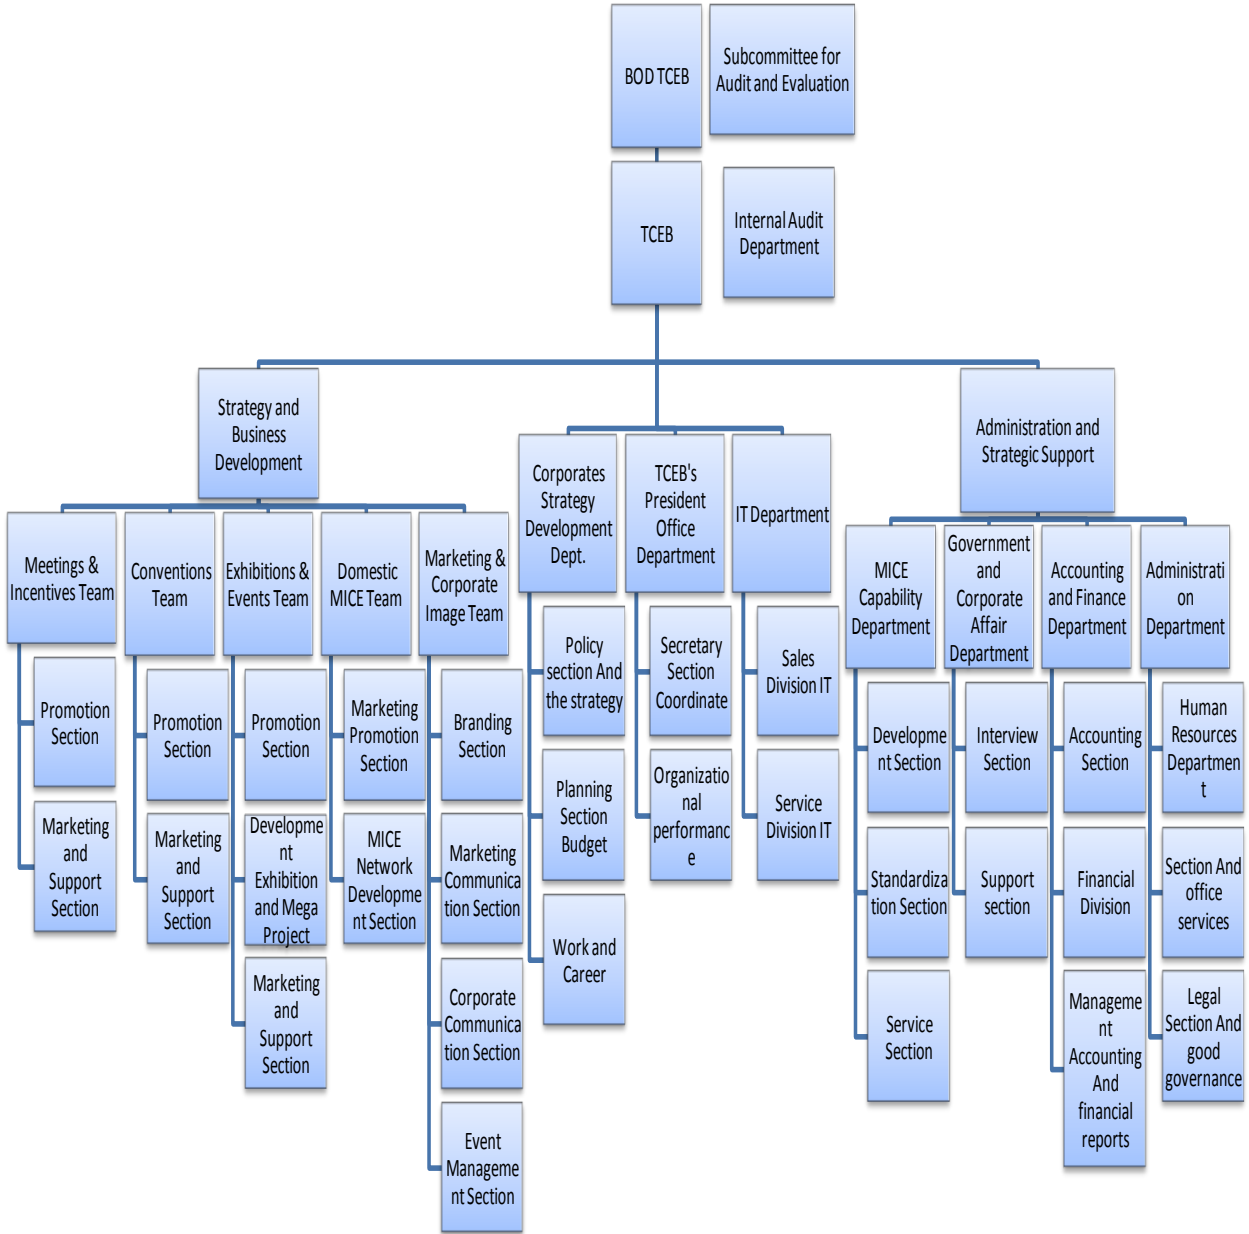 BOD TCEB
Subcommittee for
Audit and Evaluation
TCEB
Internal Audit
Department
Strategy and
Business
Development
Administration and
Strategic Support
Corporates
Strategy
Development
Dept.
TCEB's
President
Office
Department
IT Department
Meetings &
Incentives Team
Conventions
Team
Exhibitions &
Events Team
Domestic
MICE Team
Marketing &
Corporate
Image Team
MICE
Capability
Department
Government
and
Corporate
Affair
Department
Accounting
and Finance
Department
Administrati
on
Department
Promotion
Section
Marketing
and
Support
Section
Promotion
Section
Marketing
and
Support
Section
Promotion
Section
Developme
nt
Exhibition
and Mega
Project
Marketing
and
Support
Section
Marketing
Promotion
Section
MICE
Network
Developme
nt Section
Branding
Section
Marketing
Communica
tion Section
Corporate
Communica
tion Section
Event
Manageme
nt Section
Policy
section And
the strategy
Planning
Section
Budget
Work and
Career
Secretary
Section
Coordinate
Organizatio
nal
performanc
e
Sales
Division IT
Service
Division IT
Developme
nt Section
Standardiza
tion Section
Service
Section
Interview
Section
Support
section
Accounting
Section
Financial
Division
Manageme
nt
Accounting
And
financial
reports
Human
Resources
Departmen
t
Section And
office
services
Legal
Section And
good
governance